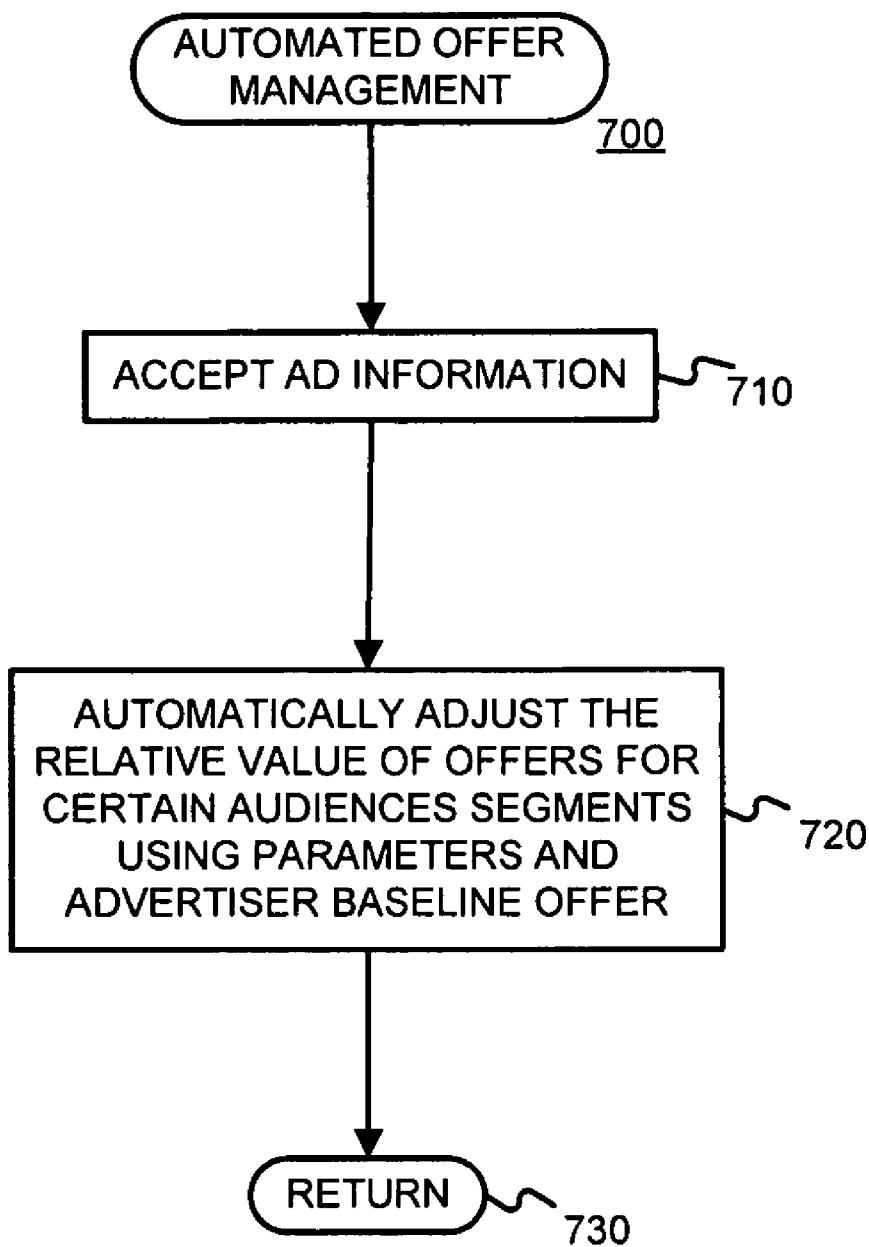 AUTOMATED OFFER
MANAGEMENT
700
ACCEPT AD INFORMATION
710
AUTOMATICALLY ADJUST THE
RELATIVE VALUE OF OFFERS FOR
CERTAIN AUDIENCES SEGMENTS
USING PARAMETERS AND
ADVERTISER BASELINE OFFER
720
RETURN
730